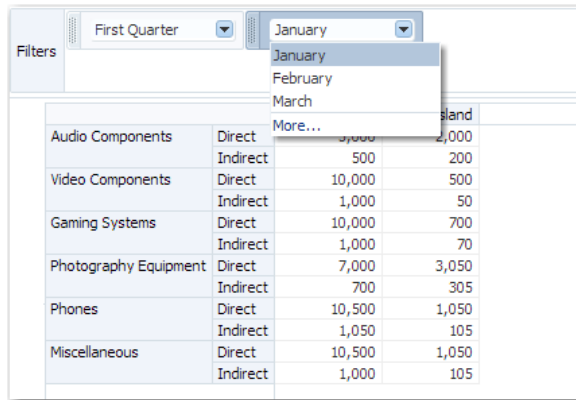 First Quarter January
Filters
January
February
March
More...
Audio Components Direct 2,000
Indirect 500 200
Video Components Direct 10,000 500
Indirect 1,000 50
Gaming Systems Direct 10,000 700
Indirect 1,000 70
Photography Equipment Direct 7,000 3,050
Indirect 700 305
Phones Direct 10,500 1,050
Indirect 1,050 105
Miscellaneous Direct 10,500 1,050
Indirect 1,000 105